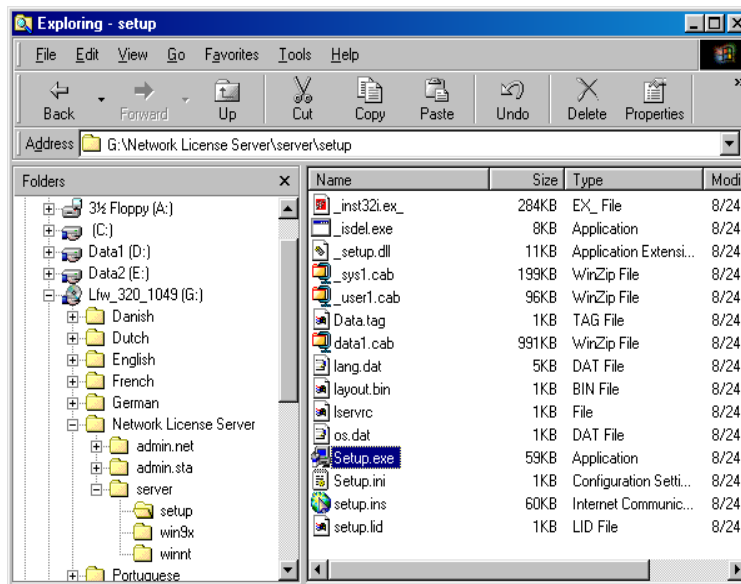 Exploring - setup
File Edit View Go Favorites Tools Help
Back Forward Up Cut Copy Paste Undo Delete Properties »
Address G:\Network License Server\server\setup
Folders
3½ Floppy (A:)
(C:)
Data1 (D:)
Data2 (E:)
Lfw_320_1049 (G:)
Danish
Dutch
English
French
German
Network License Server
admin.net
admin.sta
server
setup
win9x
winnt
Portuguese
Name Size Type Modi
_inst32i.ex_ 284KB EX_ File 8/24
_isdel.exe 8KB Application 8/24
_setup.dll 11KB Application Extensi... 8/24
_sys1.cab 199KB WinZip File 8/24
_user1.cab 96KB WinZip File 8/24
Data.tag 1KB TAG File 8/24
data1.cab 991KB WinZip File 8/24
lang.dat 5KB DAT File 8/24
layout.bin 1KB BIN File 8/24
lservrc 1KB File 8/24
os.dat 1KB DAT File 8/24
Setup.exe 59KB Application 8/24
Setup.ini 1KB Configuration Setti... 8/24
setup.ins 60KB Internet Communic... 8/24
setup.lid 1KB LID File 8/24